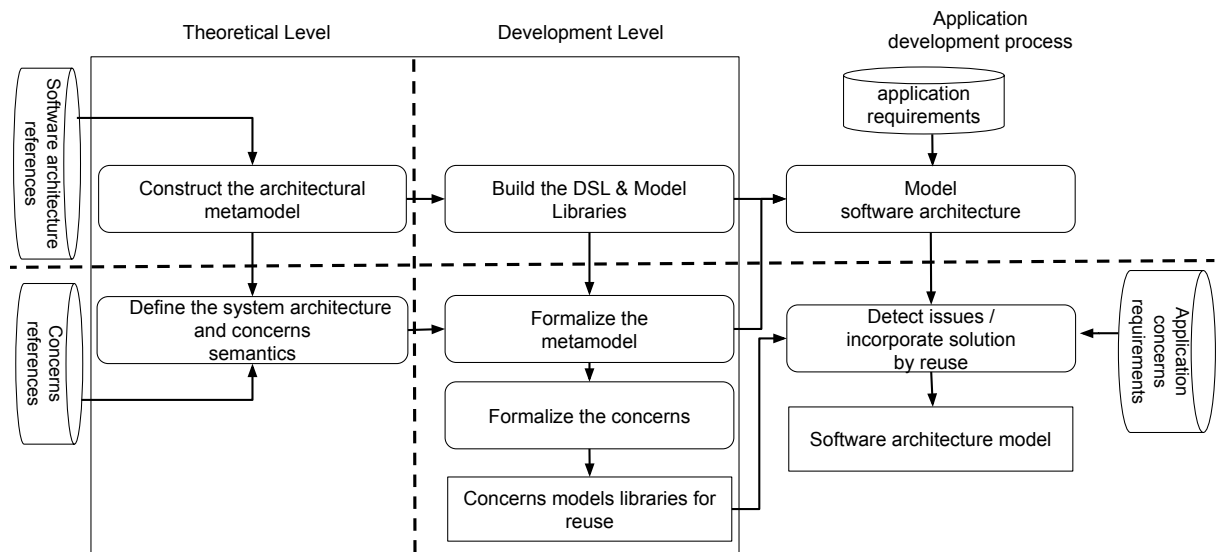 Theoretical Level
Development Level
Application
development process
Software architecture
references
application
requirements
Construct the architectural
metamodel
Build the DSL & Model
Libraries
Model
software architecture
Concerns
references
Define the system architecture
and concerns
semantics
Formalize the
metamodel
Detect issues /
incorporate solution
by reuse
Application
concerns
requirements
Formalize the concerns
Software architecture model
Concerns models libraries for
reuse